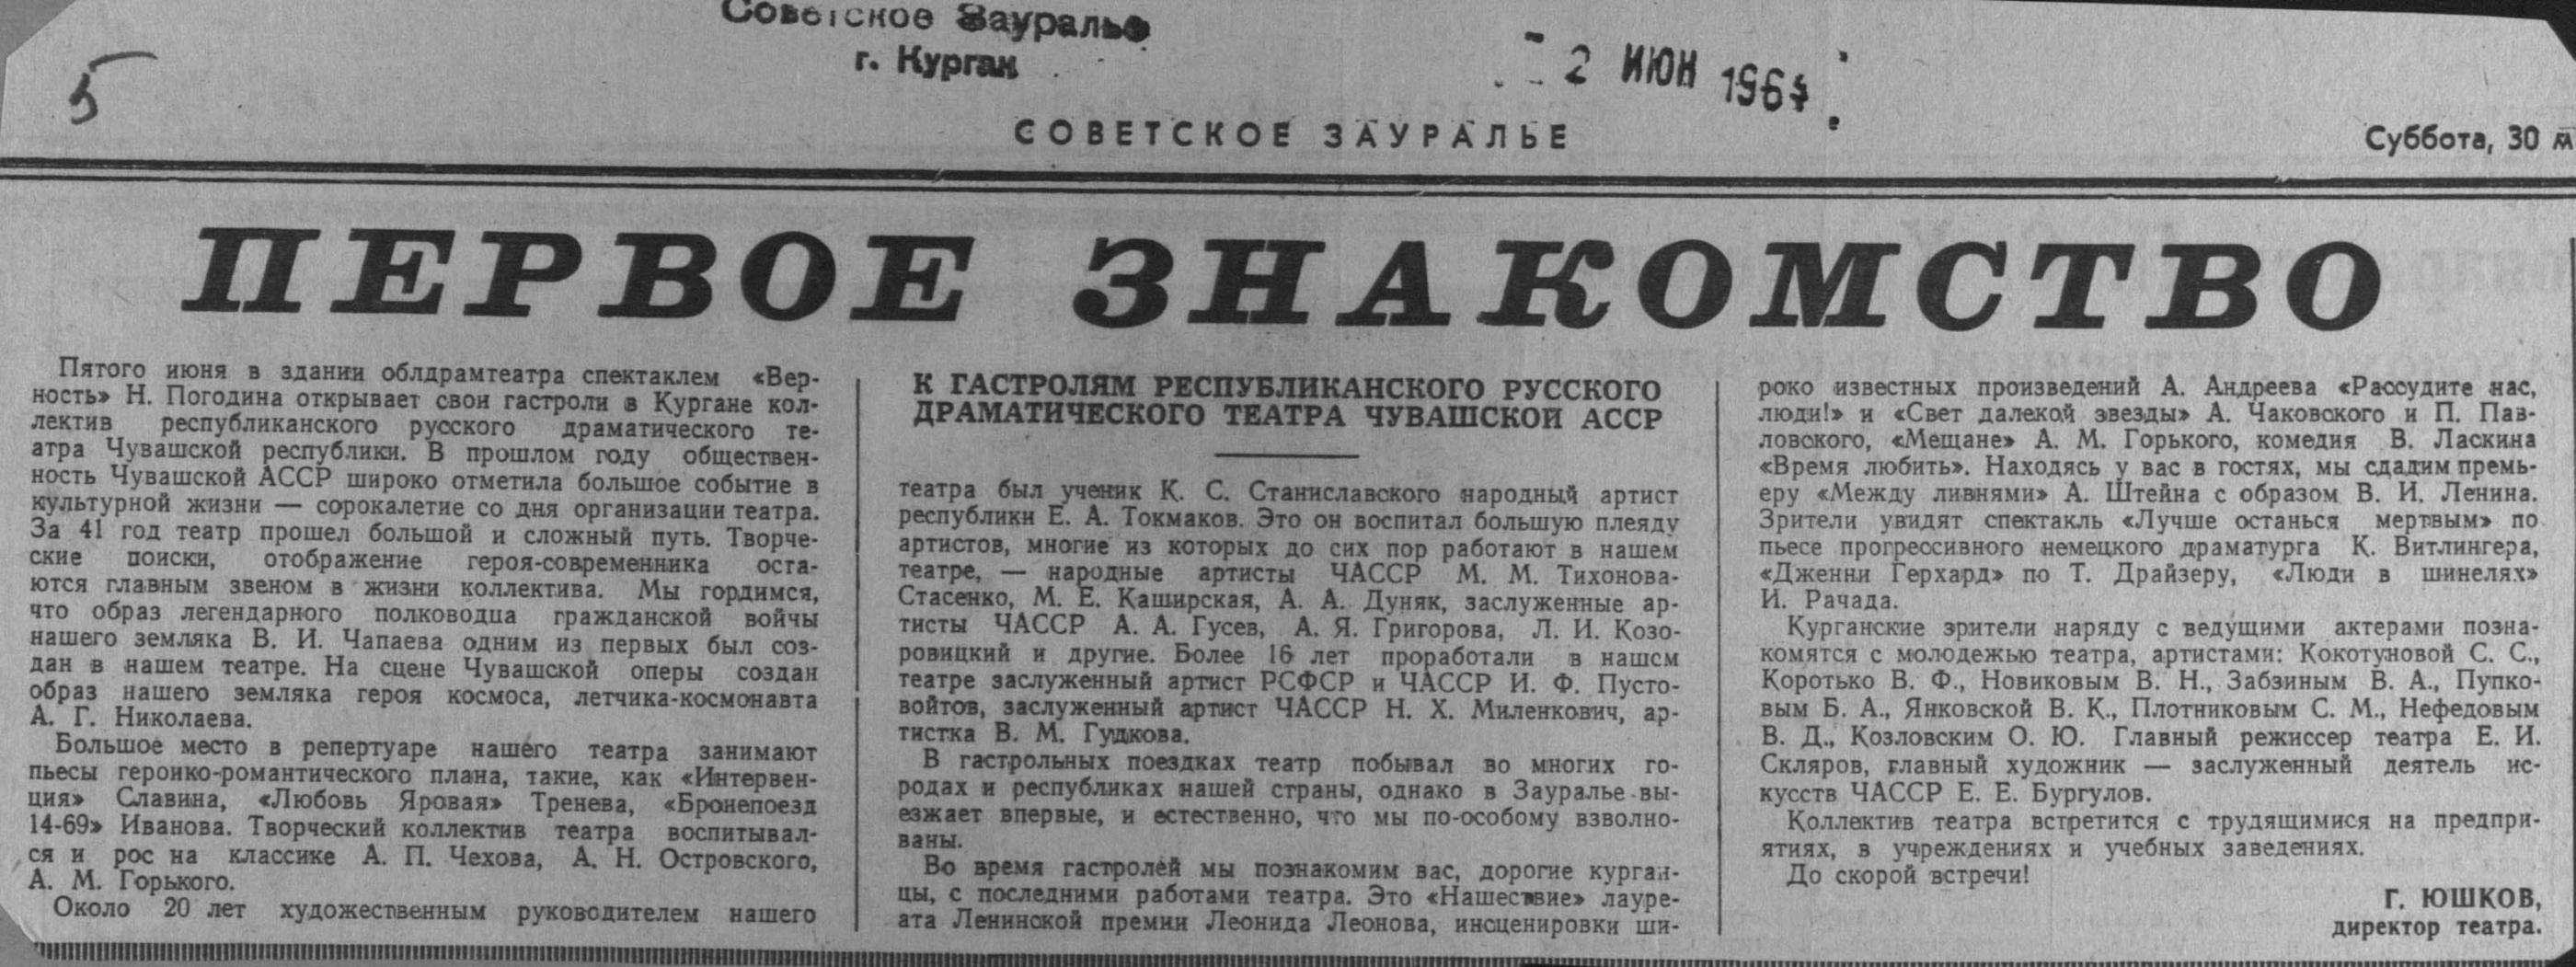 Советское Зауралье
г. Курган
5
2 ИЮН 1964
СОВЕТСКОЕ ЗАУРАЛЬЕ
Суббота, 30 м
ПЕРВОЕ ЗНАКОМСТВО
Пятого июня в здании облдрамтеатра спектаклем «Вер-
ность» Н. Погодина открывает свои гастроли в Кургане кол-
лектив республиканского русского драматического те-
атра Чувашской республики. В прошлом году обществен-
ность Чувашской АССР широко отметила большое событие в
культурной жизни — сорокалетие со дня организации театра.
За 41 год театр прошел большой и сложный путь. Творче-
ские поиски, отображение героя-современника оста-
ются главным звеном в жизни коллектива. Мы гордимся,
что образ легендарного полководца гражданской войчы
нашего земляка В. И. Чапаева одним из первых был соз-
дан в нашем театре. На сцене Чувашской оперы создан
образ нашего земляка героя космоса, летчика-космонавта
А. Г. Николаева.
Большое место в репертуаре нашего театра занимают
пьесы героико-романтического плана, такие, как «Интервен-
ция» Славина, «Любовь Яровая» Тренева, «Бронепоезд
14-69» Иванова. Творческий коллектив театра воспитывал-
ся и рос на классике А. П. Чехова, А. Н. Островского,
А. М. Горького.
Около 20 лет художественным руководителем нашего
К ГАСТРОЛЯМ РЕСПУБЛИКАНСКОГО РУССКОГО
ДРАМАТИЧЕСКОГО ТЕАТРА ЧУВАШСКОЙ АССР
театра был ученик К. С. Станиславского народный артист
республики Е. А. Токмаков. Это он воспитал большую плеяду
артистов, многие из которых до сих пор работают в нашем
театре, — народные артисты ЧАССР М. М. Тихонова-
Стасенко, М. Е. Каширская, А. А. Дуняк, заслуженные ар-
тисты ЧАССР А. А. Гусев, А. Я. Григорова, Л. И. Козо-
ровицкий и другие. Более 16 лет проработали в нашем
театре заслуженный артист РСФСР и ЧАССР И. Ф. Пусто-
войтов, заслуженный артист ЧАССР Н. Х. Миленкович, ар-
тистка В. М. Гудкова.
В гастрольных поездках театр побывал во многих го-
родах и республиках нашей страны, однако в Зауралье вы-
езжает впервые, и естественно, что мы по-особому взволно-
ваны.
Во время гастролей мы познакомим вас, дорогие курган-
цы, с последними работами театра. Это «Нашествие» лауре-
ата Ленинской премии Леонида Леонова, инсценировки ши-
роко известных произведений А. Андреева «Рассудите нас,
люди!» и «Свет далекой звезды» А. Чаковского и П. Пав-
ловского, «Мещане» А. М. Горького, комедия В. Ласкина
«Время любить». Находясь у вас в гостях, мы сдадим премь-
еру «Между ливнями» А. Штейна с образом В. И. Ленина.
Зрители увидят спектакль «Лучше останься мертвым» по
пьесе прогрессивного немецкого драматурга К. Витлингера,
«Дженни Герхард» по Т. Драйзеру, «Люди в шинелях»
И. Рачада.
Курганские зрители наряду с ведущими актерами позна-
комятся с молодежью театра, артистами: Кокотуновой С. С.,
Коротько В. Ф., Новиковым В. Н., Забзиным В. А., Пупко-
вым Б. А., Янковской В. К., Плотниковым С. М., Нефедовым
В. Д., Козловским О. Ю. Главный режиссер театра Е. И.
Скляров, главный художник — заслуженный деятель ис-
кусств ЧАССР Е. Е. Бургулов.
Коллектив театра встретится с трудящимися на предпри-
ятиях, в учреждениях и учебных заведениях.
До скорой встречи!
Г. ЮШКОВ,
директор театра.